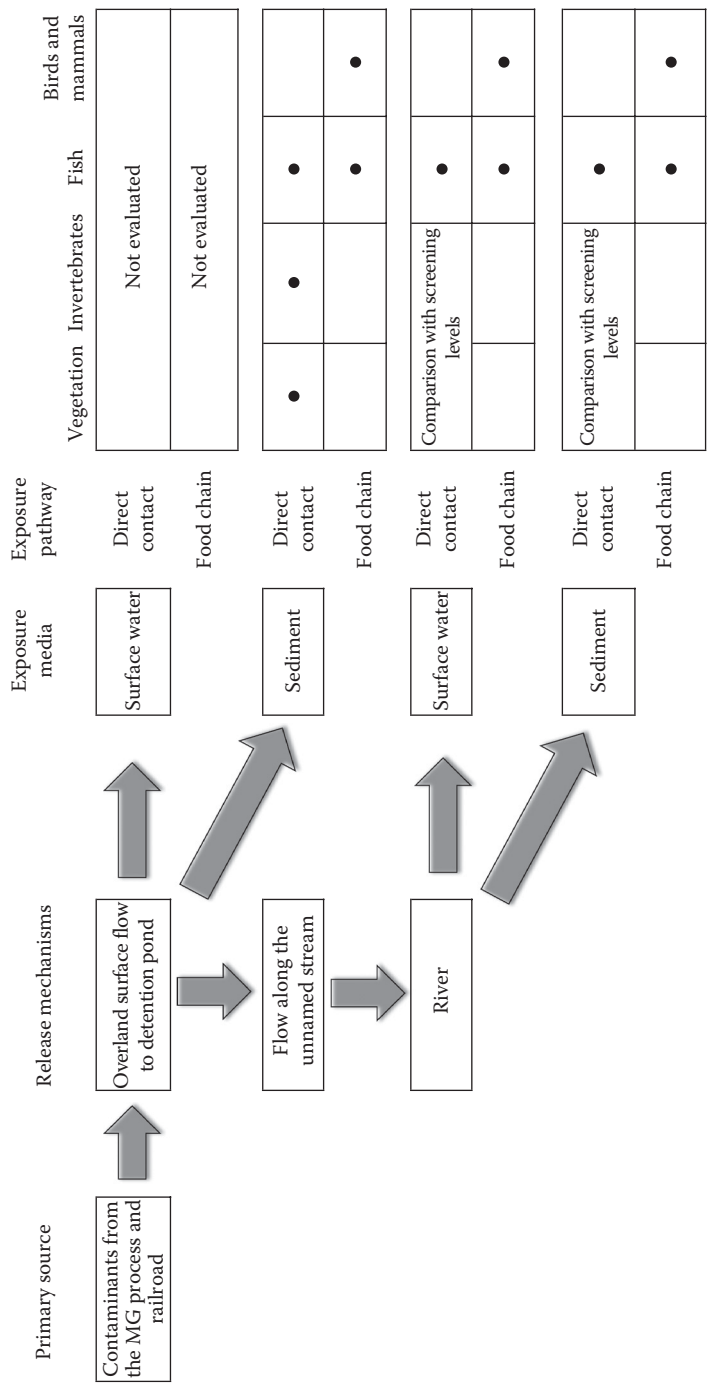 Primary source
Release mechanisms
Exposure
media
Exposure
pathway
Vegetation
Invertebrates
Fish
Birds and
mammals
Contaminants from
the MG process and
railroad
Overland surface flow
to detention pond
Surface water
Direct
contact
Not evaluated
Food chain
Not evaluated
Flow along the
unnamed stream
Sediment
Direct
contact
Food chain
River
Surface water
Direct
contact
Comparison with screening
levels
Food chain
Sediment
Direct
contact
Comparison with screening
levels
Food chain